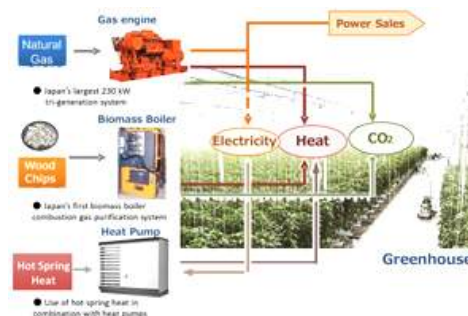 Gas engine
Power Sales
Natural
Gas
● Japan's largest 230 kW
tri-generation system
Biomass Boiler
Electricity
Heat
CO₂
Wood
Chips
● Japan's first biomass boiler
combustion gas purification system
Heat Pump
Greenhouse
Hot Spring
Heat
● Use of hot spring heat in
combination with heat pumps